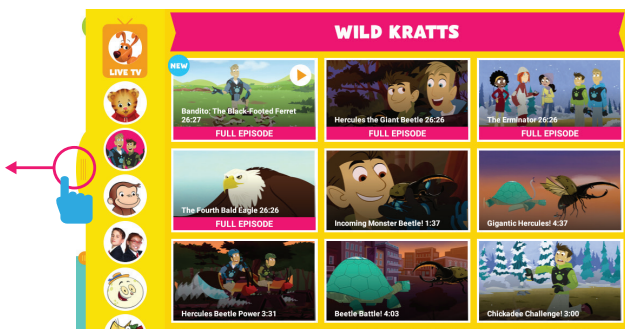 WILD KRATTS
LIVE TV
NEW
Bandito: The Black-Footed Ferret
26:27
FULL EPISODE
Hercules the Giant Beetle 26:26
FULL EPISODE
The Erminator 26:26
FULL EPISODE
The Fourth Bald Eagle 26:26
FULL EPISODE
Incoming Monster Beetle! 1:37
Gigantic Hercules! 4:37
Hercules Beetle Power 3:31
Beetle Battle! 4:03
Chickadee Challenge! 3:00